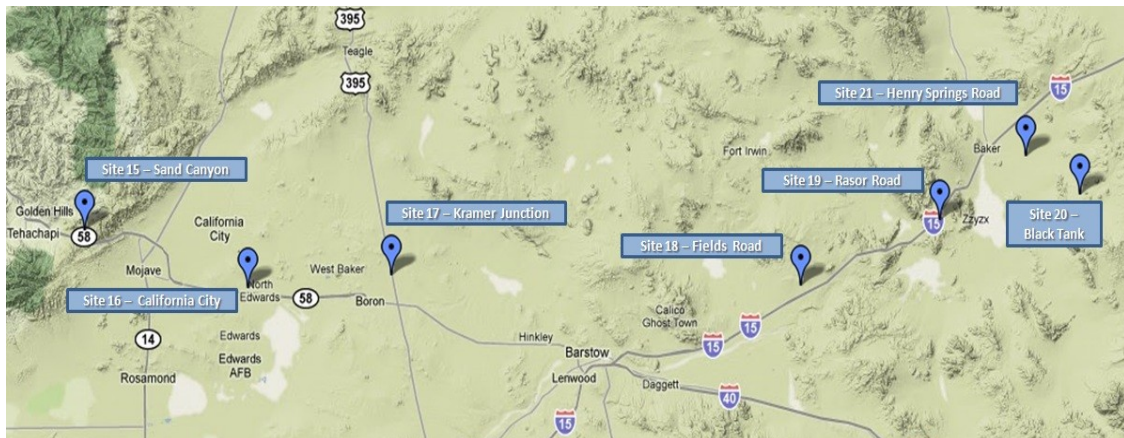 395
Teagle
395
Site 21 – Henry Springs Road
15
Site 15 – Sand Canyon
Fort Irwin
Baker
Site 19 – Rasor Road
Golden Hills
Tehachapi
58
California
City
Site 17 – Kramer Junction
Zzyzx
15
Site 20 –
Black Tank
Site 18 – Fields Road
Mojave
West Baker
North
Edwards
Site 16 – California City
58
Boron
Calico
Ghost Town
15
15
14
Edwards
Edwards
AFB
Hinkley
Barstow
Rosamond
Lenwood
Daggett
40
15